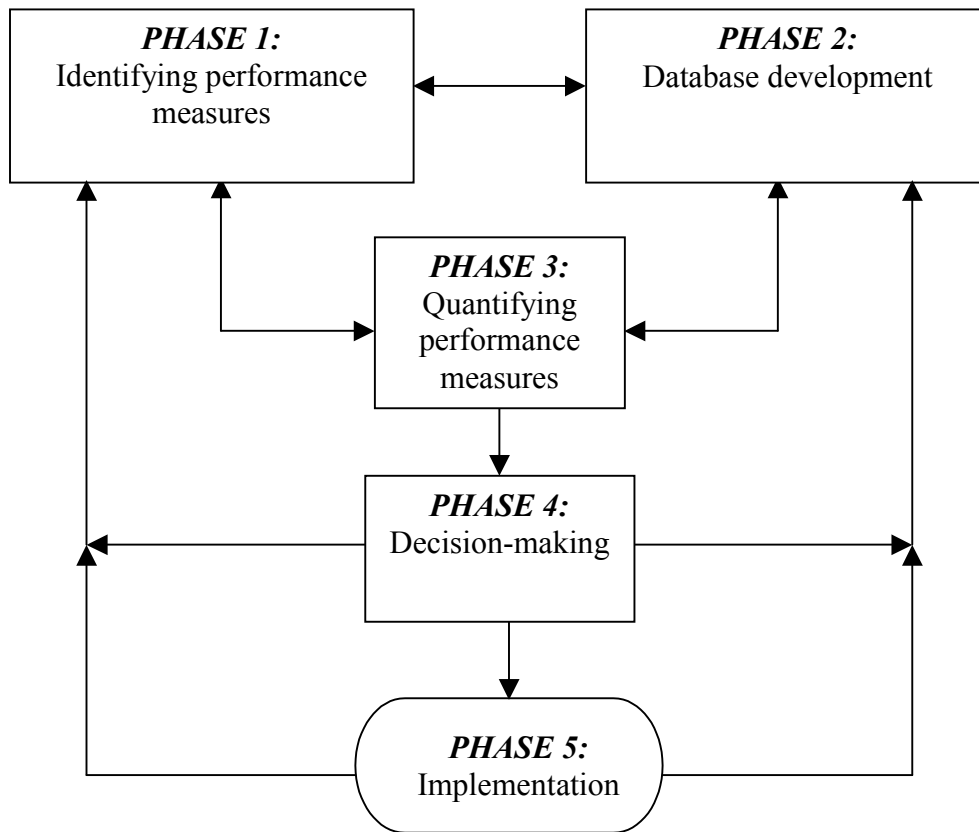 PHASE 1:
Identifying performance
measures
PHASE 2:
Database development
PHASE 3:
Quantifying
performance
measures
PHASE 4:
Decision-making
PHASE 5:
Implementation